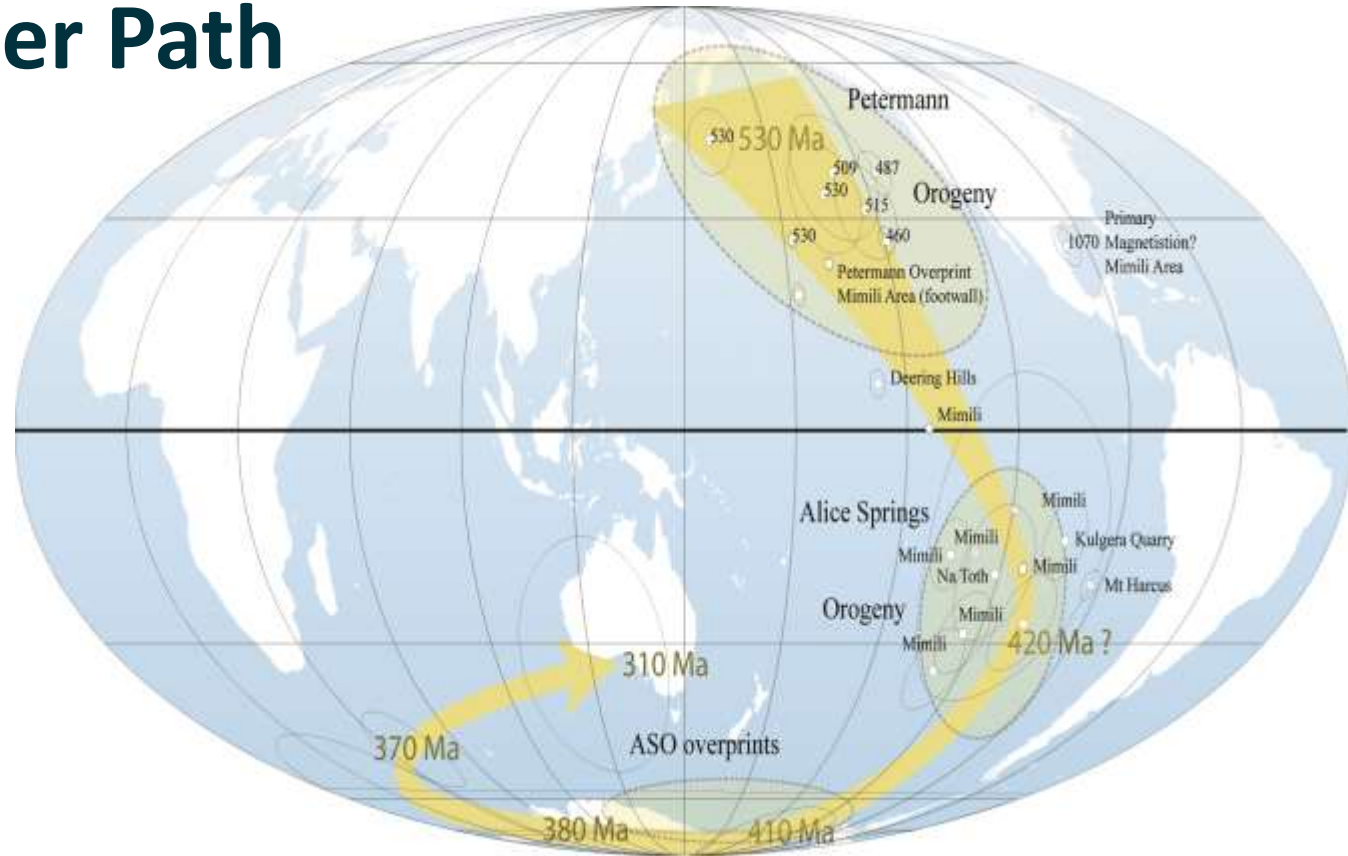 er Path
Petermann
530
530 Ma
509
487
530
Orogeny
515
Primary
530
460
1070 Magnetistion?
Mimili Area
Petermann Overprint
Mimili Area (footwall)
Deering Hills
Mimili
Mimili
Alice Springs
Mimili
Kulgera Quarry
Mimili
Mimili
Na Toth
Mt Harcus
Orogeny
Mimili
Mimili
420 Ma ?
310 Ma
370 Ma
ASO overprints
380 Ma
410 Ma